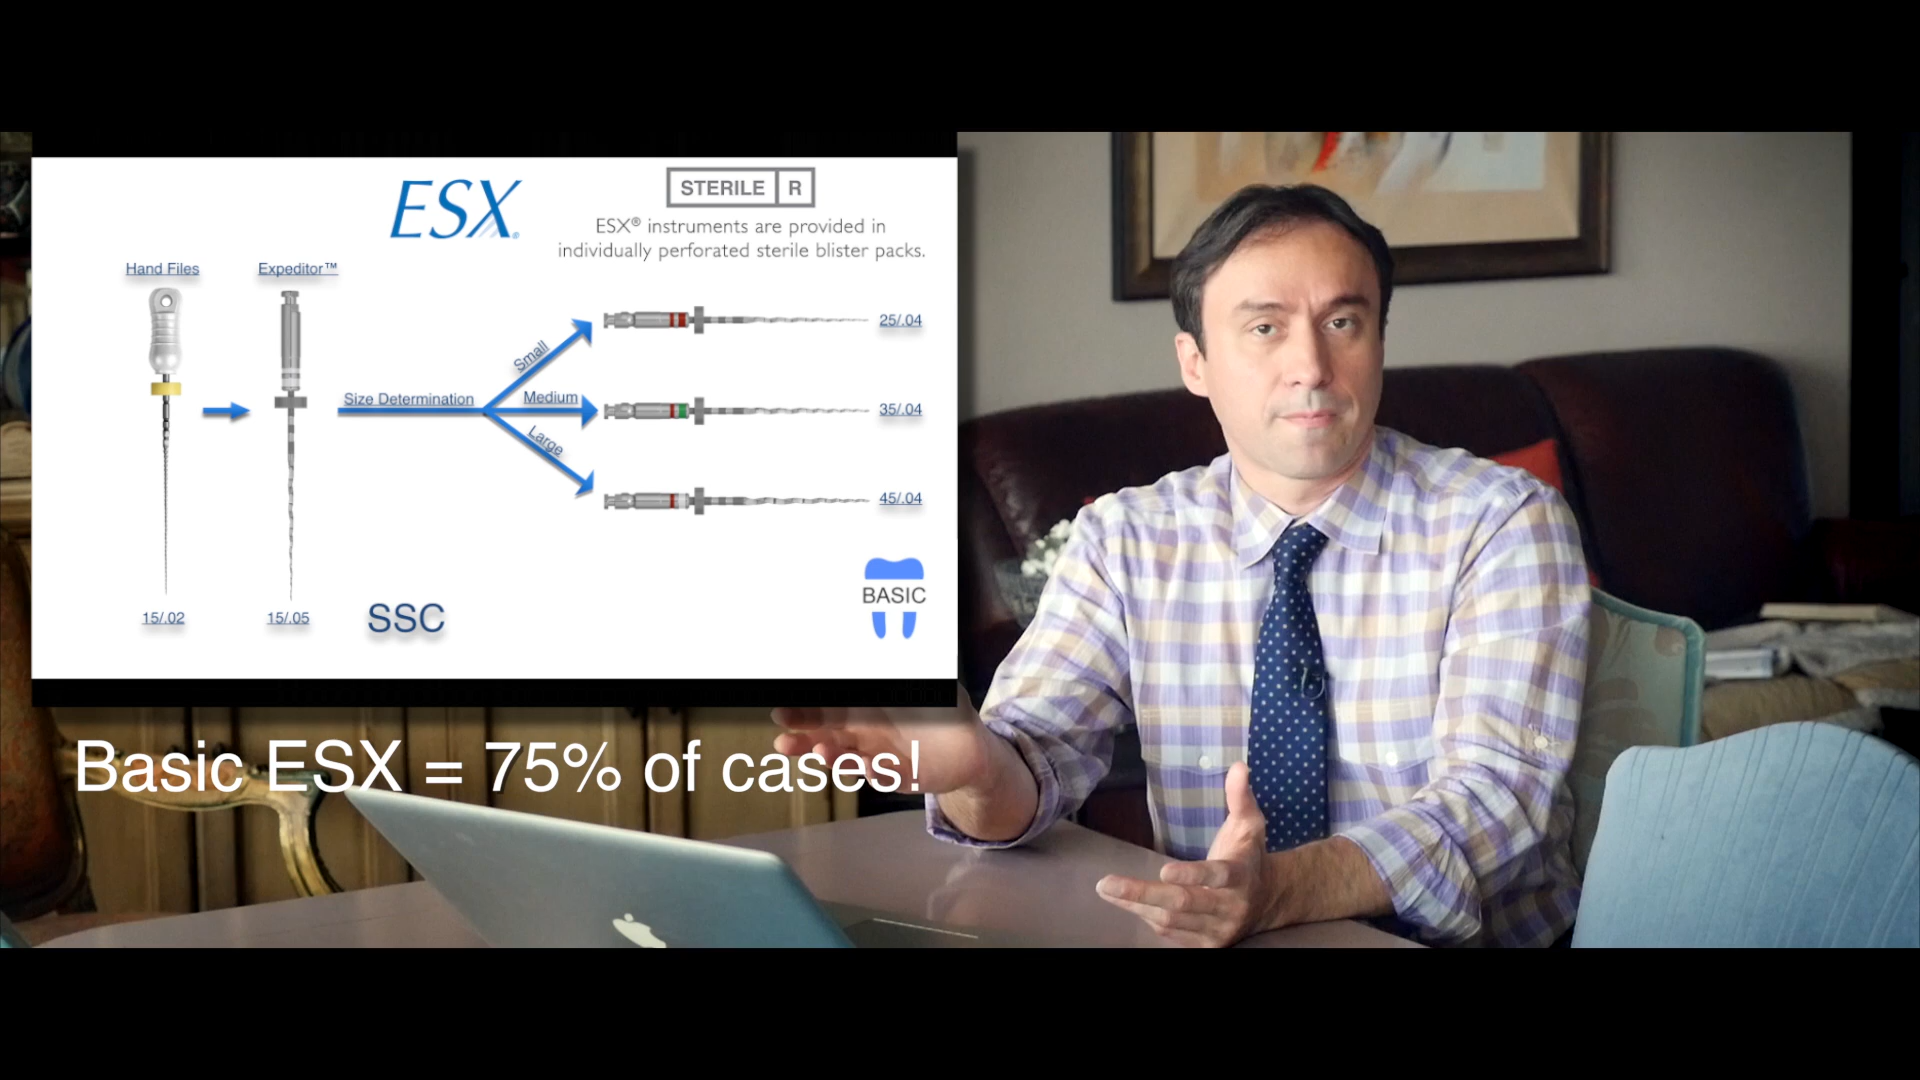 ESX®
STERILE R
ESX® instruments are provided in
individually perforated sterile blister packs.
Hand Files
Expeditor™
Small
25/.04
Size Determination
Medium
35/.04
Large
45/.04
BASIC
15/.02
15/.05
SSC
Basic ESX = 75% of cases!